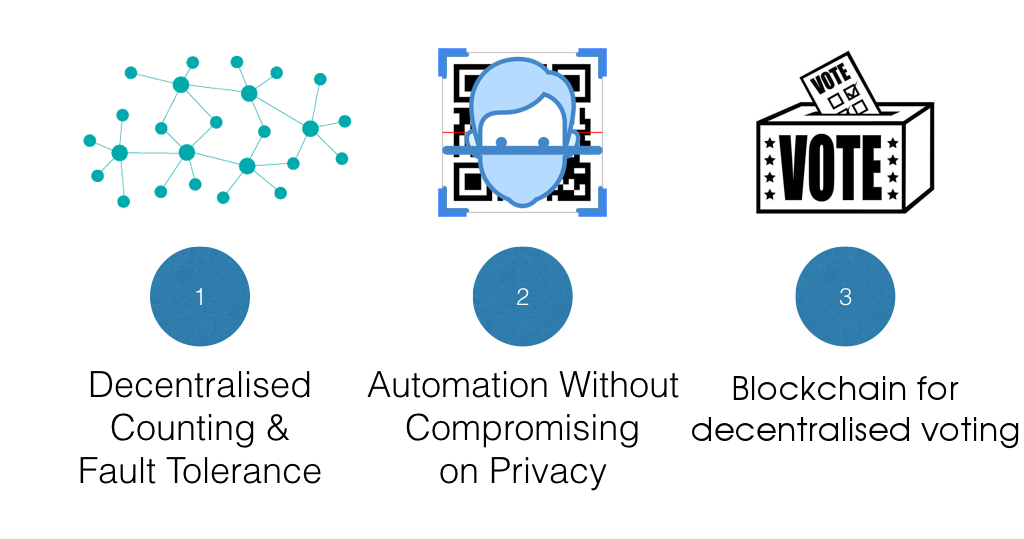 VOTE
VOTE
1
2
3
Decentralised
Counting &
Fault Tolerance
Automation Without
Compromising
on Privacy
Blockchain for
decentralised voting